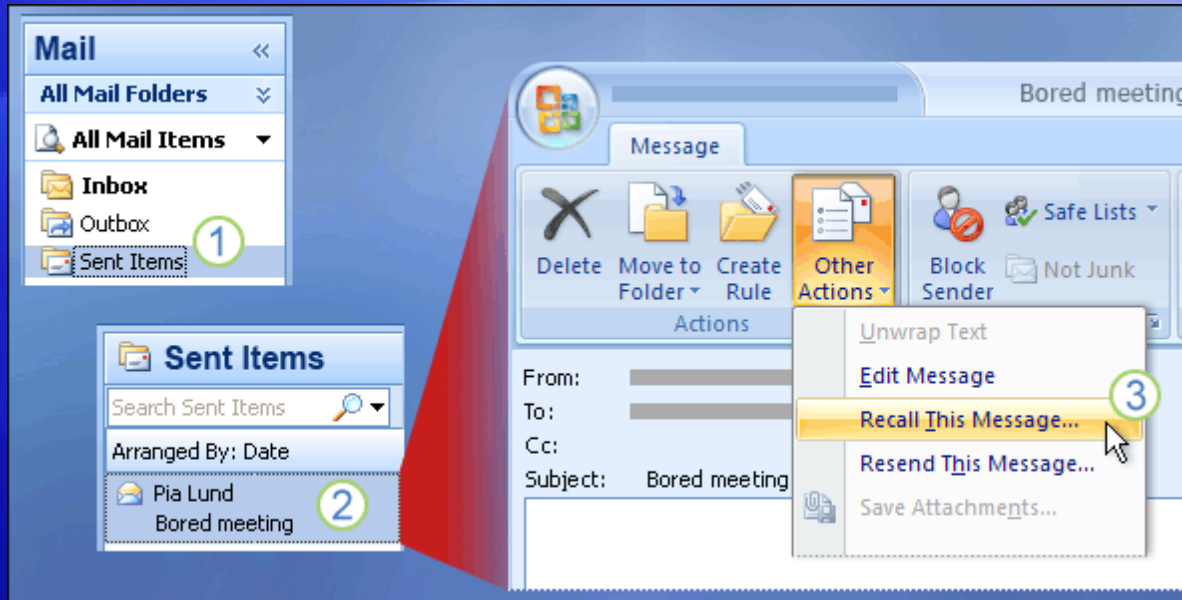 Mail «
All Mail Folders
All Mail Items
Inbox
Outbox
Sent Items
1
Sent Items
Search Sent Items
Arranged By: Date
Pia Lund
Bored meeting
2
Bored meeting
Message
Delete
Move to Folder
Create Rule
Other Actions
Block Sender
Safe Lists
Not Junk
Actions
Unwrap Text
Edit Message
Recall This Message...
3
Resend This Message...
Save Attachments...
From:
To:
Cc:
Subject: Bored meeting